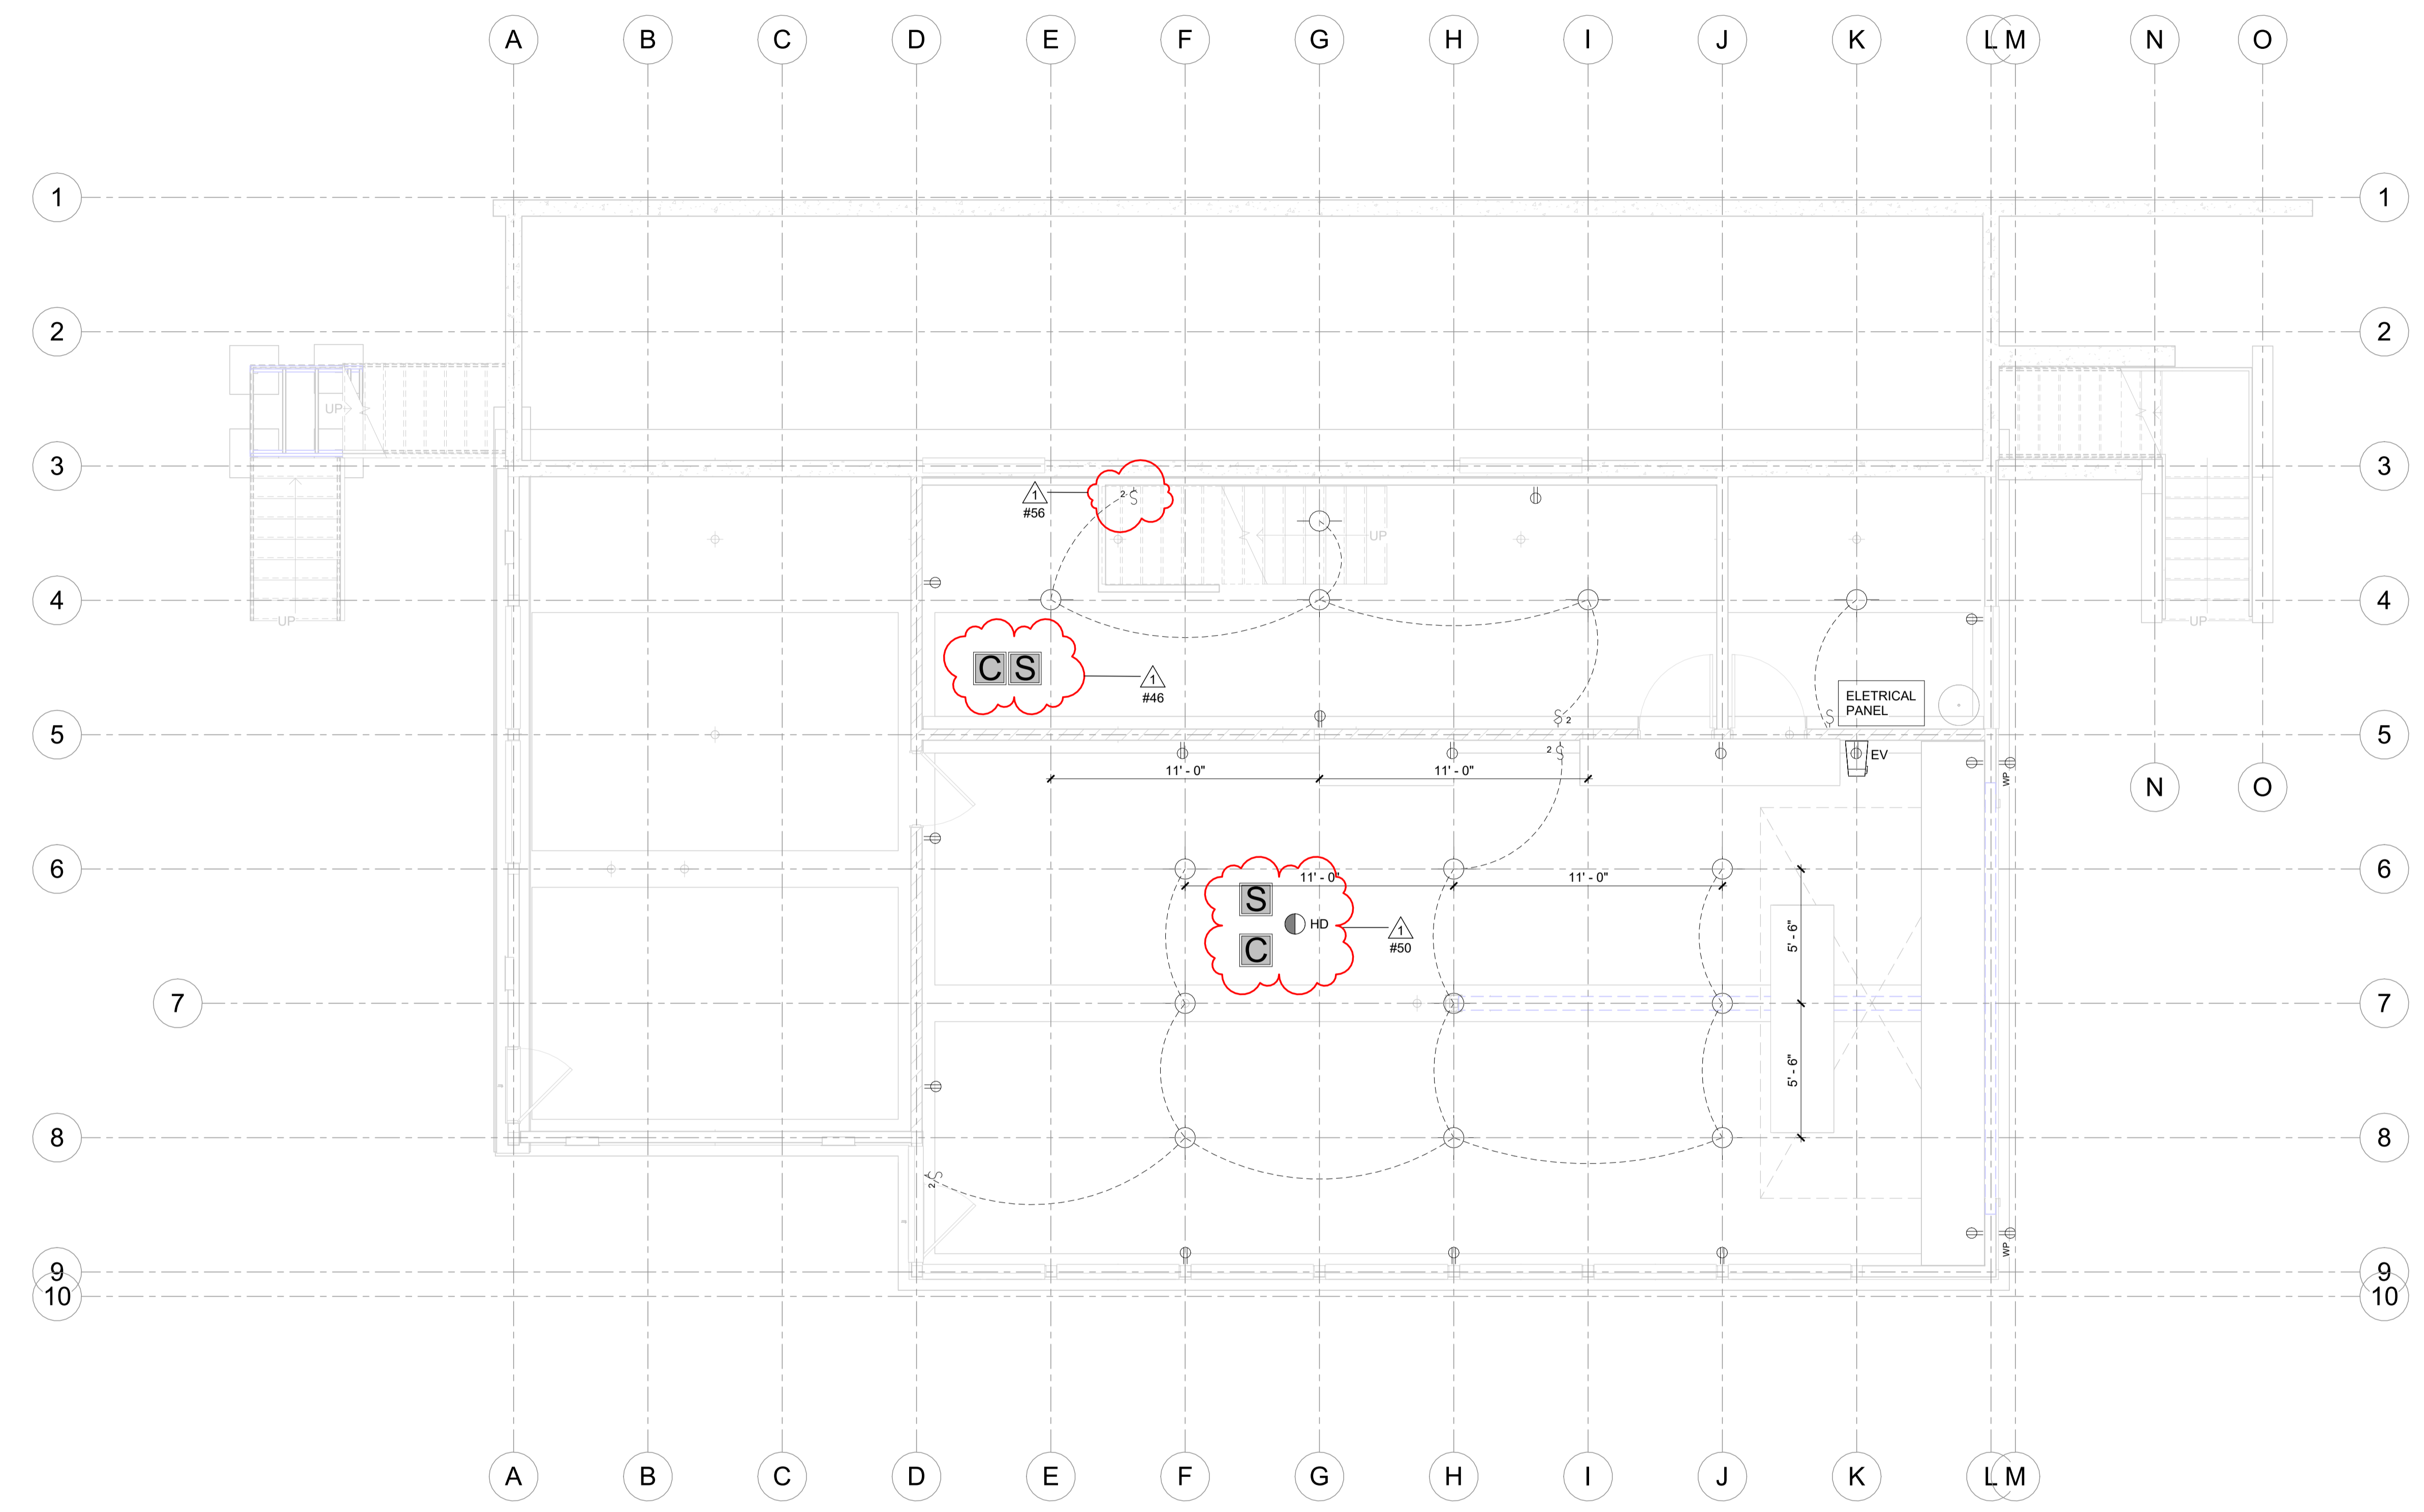 A B C D E F G H I J K L M N O
1 1
2 2
UP
3 3
1
#56
2
UP
4 4
UP
UP
C S
1
#46
ELETRICAL
PANEL
2
5 5
2
EV
11' - 0" 11' - 0"
WP
N O
6 6
11' - 0" 11' - 0"
S
HD
1
#50
C
5' - 6"
7 7
5' - 6"
8 8
2
WP
9 9
10 10
A B C D E F G H I J K L M